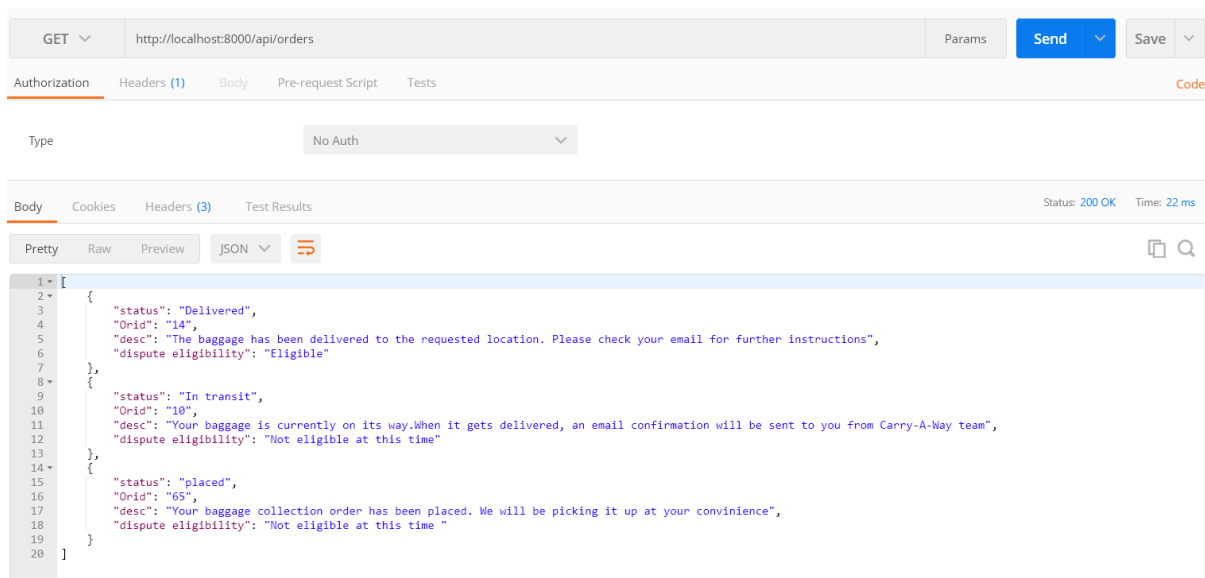 GET http://localhost:8000/api/orders Params Send Save
Authorization Headers (1) Body Pre-request Script Tests Code
Type No Auth
Body Cookies Headers (3) Test Results Status: 200 OK Time: 22 ms
Pretty Raw Preview JSON
1 [
2 {
3 "status": "Delivered",
4 "Orid": "14",
5 "desc": "The baggage has been delivered to the requested location. Please check your email for further instructions",
6 "dispute eligibility": "Eligible"
7 },
8 {
9 "status": "In transit",
10 "Orid": "10",
11 "desc": "Your baggage is currently on its way.When it gets delivered, an email confirmation will be sent to you from Carry-A-Way team",
12 "dispute eligibility": "Not eligible at this time"
13 },
14 {
15 "status": "placed",
16 "Orid": "65",
17 "desc": "Your baggage collection order has been placed. We will be picking it up at your convinience",
18 "dispute eligibility": "Not eligible at this time "
19 }
20 ]